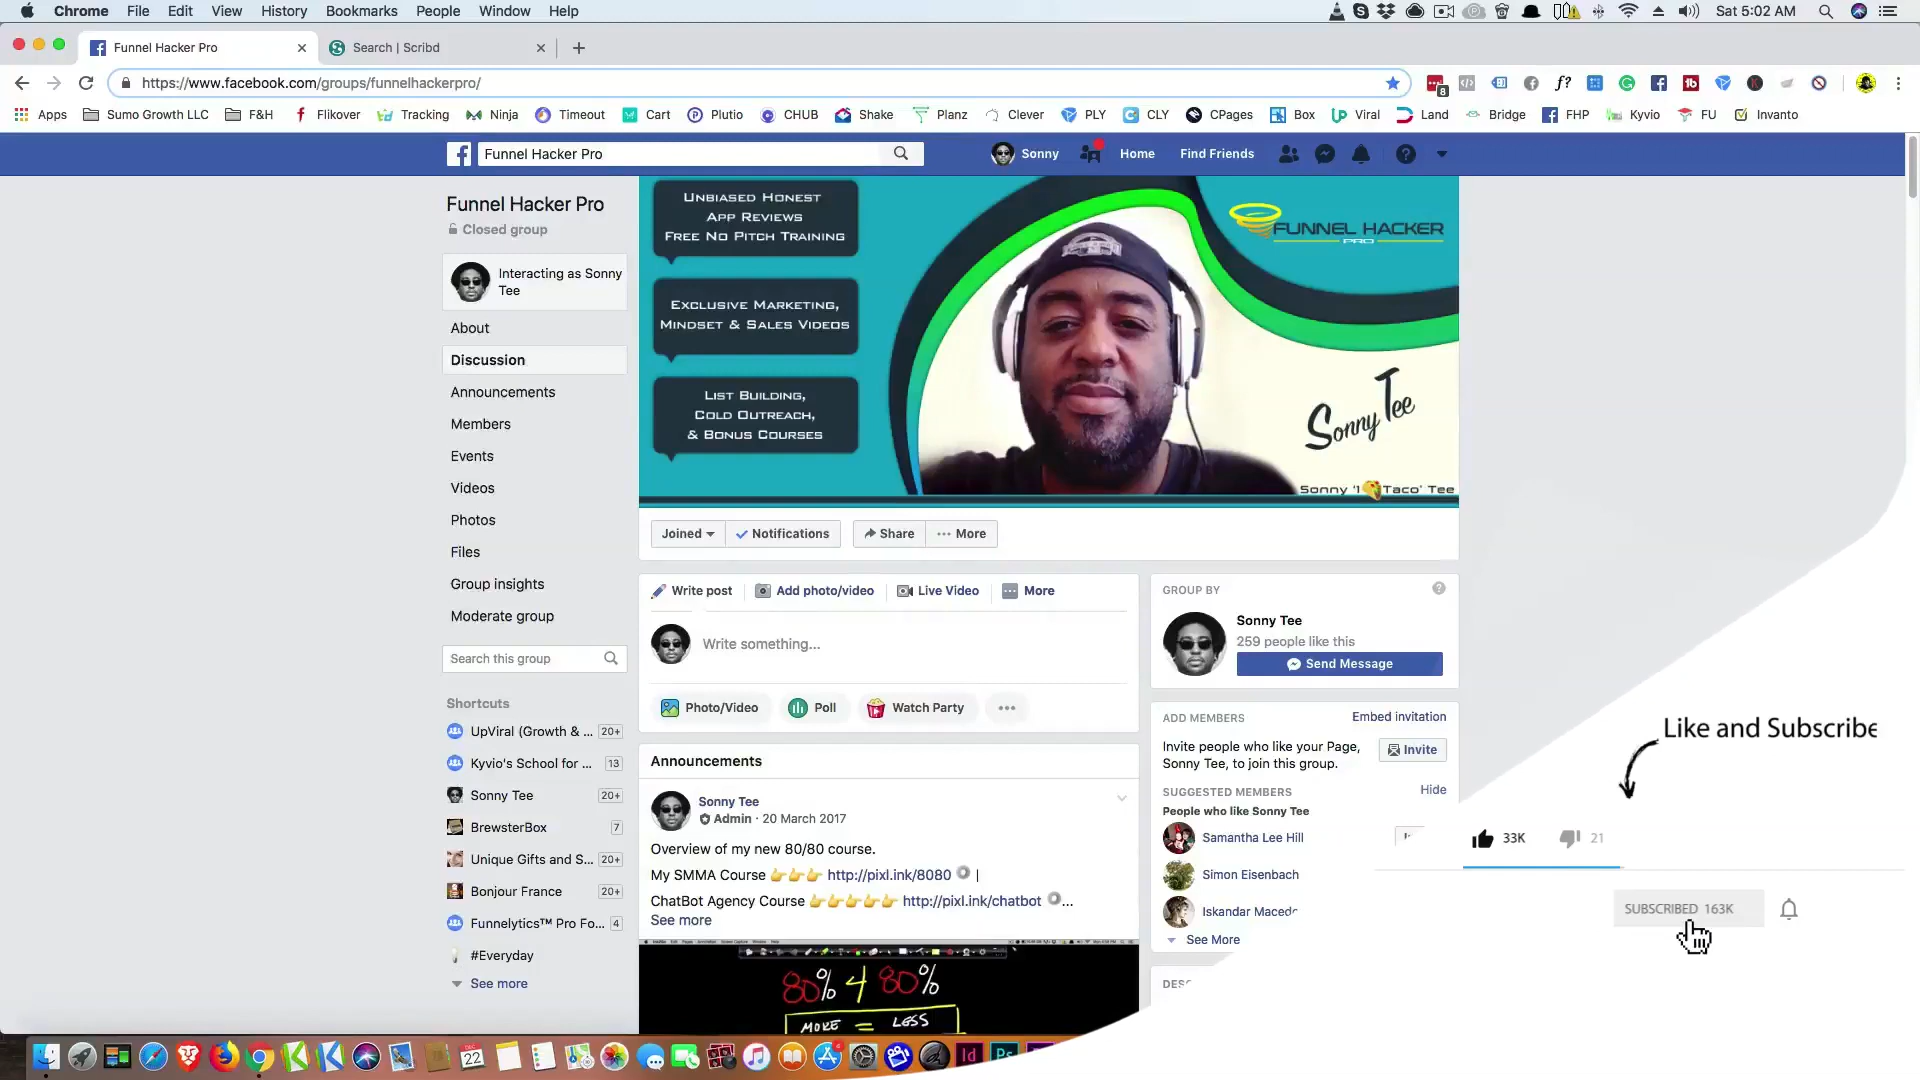 Chrome File Edit View History Bookmarks People Window Help
Sat 5:02 AM
Funnel Hacker Pro
Search | Scribd
https://www.facebook.com/groups/funnelhackerpro/
8
Apps Sumo Growth LLC F&H Flikover Tracking Ninja Timeout Cart Plutio CHUB Shake Planz Clever PLY CLY CPages Box Viral Land Bridge FHP Kyvio FU Invanto
Funnel Hacker Pro
Sonny Home Find Friends
Funnel Hacker Pro
Closed group
Interacting as Sonny
Tee
About
Discussion
Announcements
Members
Events
Videos
Photos
Files
Group insights
Moderate group
Search this group
Shortcuts
UpViral (Growth & ... 20+
Kyvio's School for ... 13
Sonny Tee 20+
BrewsterBox 7
Unique Gifts and S... 20+
Bonjour France 20+
Funnelytics™ Pro Fo... 4
#Everyday
See more
UNBIASED HONEST
APP REVIEWS
FREE NO PITCH TRAINING
EXCLUSIVE MARKETING,
MINDSET & SALES VIDEOS
LIST BUILDING,
COLD OUTREACH,
& BONUS COURSES
FUNNEL HACKER
PRO
Sonny Tee
Sonny '1 Taco' Tee
Joined Notifications Share More
Write post Add photo/video Live Video More
Write something...
Photo/Video Poll Watch Party
Announcements
Sonny Tee
Admin · 20 March 2017
Overview of my new 80/80 course.
My SMMA Course 👉👉👉 http://pixl.ink/8080 |
ChatBot Agency Course 👉👉👉👉👉 http://pixl.ink/chatbot ...
See more
80% 4 80%
MORE = LESS
GROUP BY
Sonny Tee
259 people like this
Send Message
ADD MEMBERS Embed invitation
Invite people who like your Page,
Sonny Tee, to join this group.
Invite
SUGGESTED MEMBERS Hide
People who like Sonny Tee
Samantha Lee Hill
Simon Eisenbach
Iskandar Macedo
See More
DESC
Like and Subscribe
33K 21
SUBSCRIBED 163K
DEC
22
Id Ps